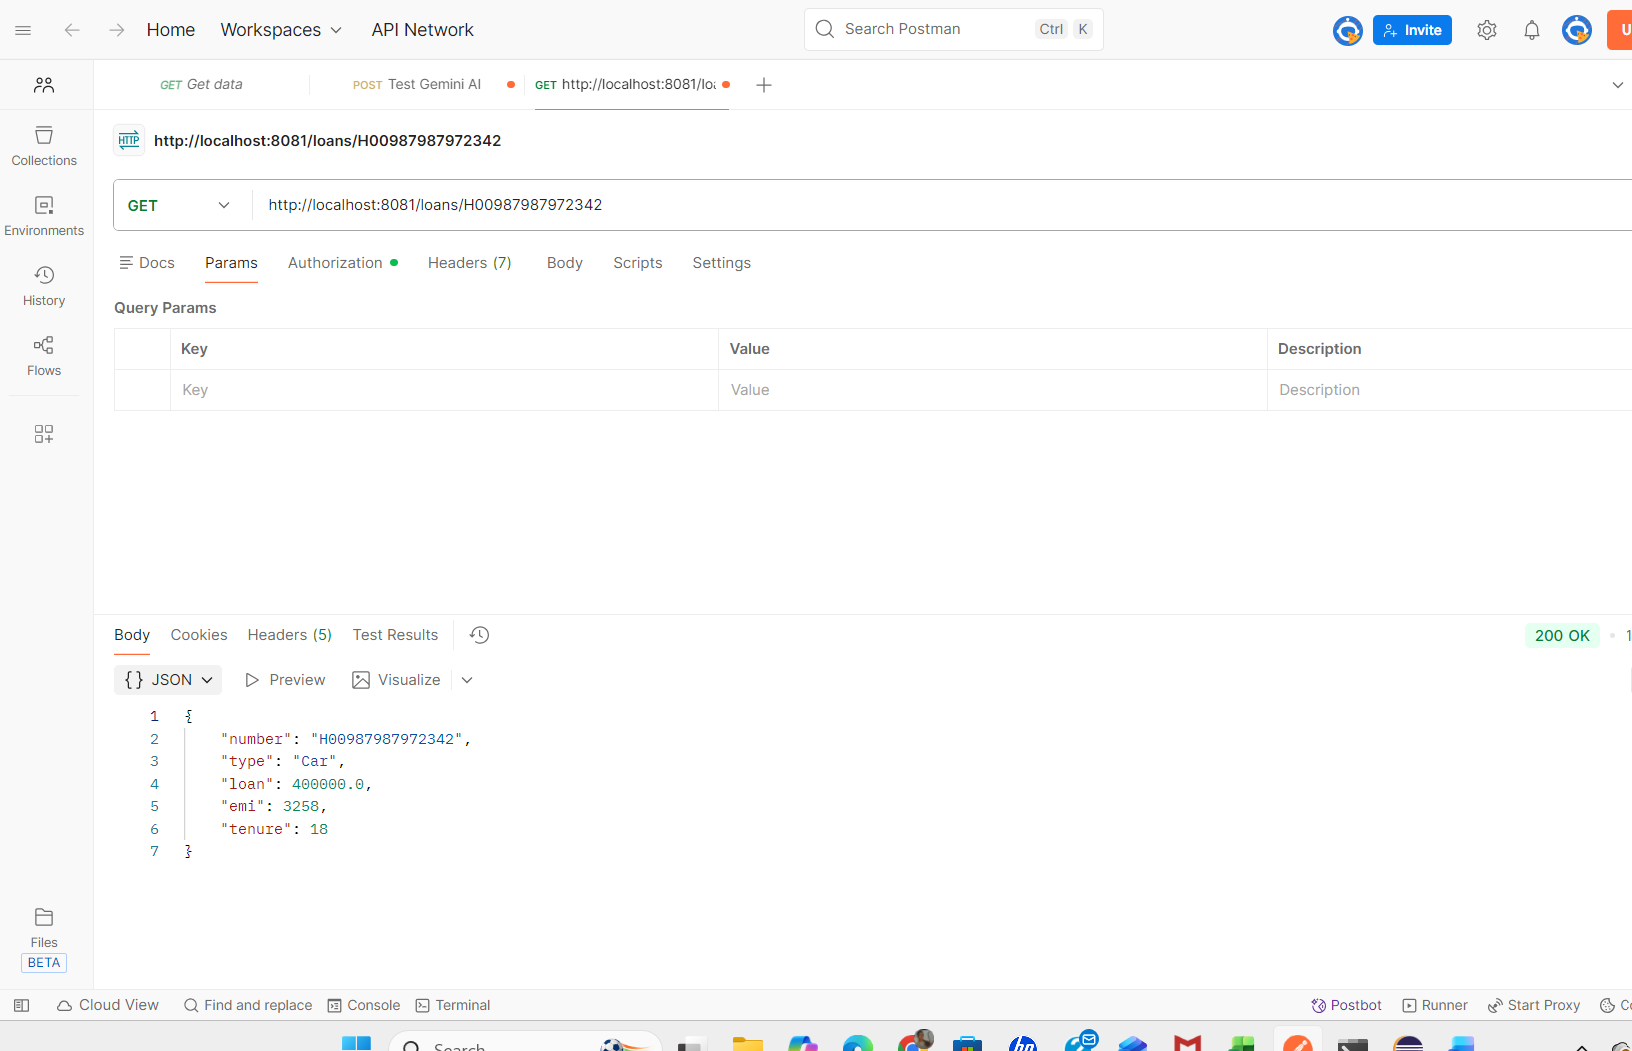 Home Workspaces API Network Search Postman Ctrl K Invite
GET Get data POST Test Gemini AI GET http://localhost:8081/loa
HTTP http://localhost:8081/loans/H00987987972342
Collections
GET http://localhost:8081/loans/H00987987972342
Environments
Docs Params Authorization Headers (7) Body Scripts Settings
History
Query Params
Key Value Description
Flows
Key Value Description
Body Cookies Headers (5) Test Results 200 OK
{} JSON Preview Visualize
1 {
2 "number": "H00987987972342",
3 "type": "Car",
4 "loan": 400000.0,
5 "emi": 3258,
6 "tenure": 18
7 }
Files
BETA
Cloud View Find and replace Console Terminal Postbot Runner Start Proxy
Search hp